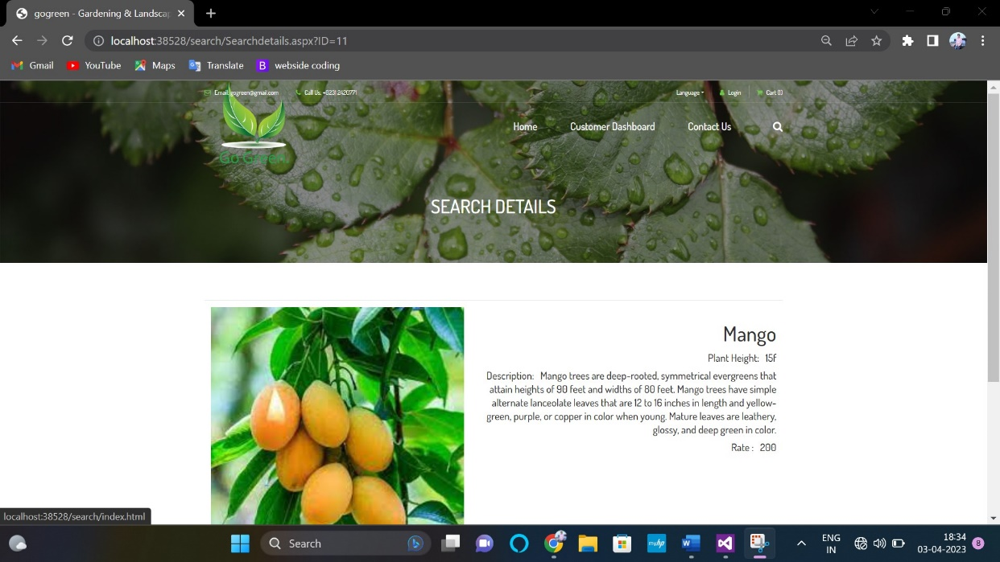 gogreen - Gardening & Landsca
localhost:38528/search/Searchdetails.aspx?ID=11
Gmail YouTube Maps Translate B webside coding
Email: gogreen@gmail.com Call Us: +02312420771 Language Login Cart ()
Go Green
Home Customer Dashboard Contact Us
SEARCH DETAILS
Mango
Plant Height: 15f
Description: Mango trees are deep-rooted, symmetrical evergreens that
attain heights of 90 feet and widths of 80 feet. Mango trees have simple
alternate lanceolate leaves that are 12 to 16 inches in length and yellow-
green, purple, or copper in color when young. Mature leaves are leathery,
glossy, and deep green in color.
Rate : 200
localhost:38528/search/index.html
Search
myhp
ENG
IN
18:34
03-04-2023
8